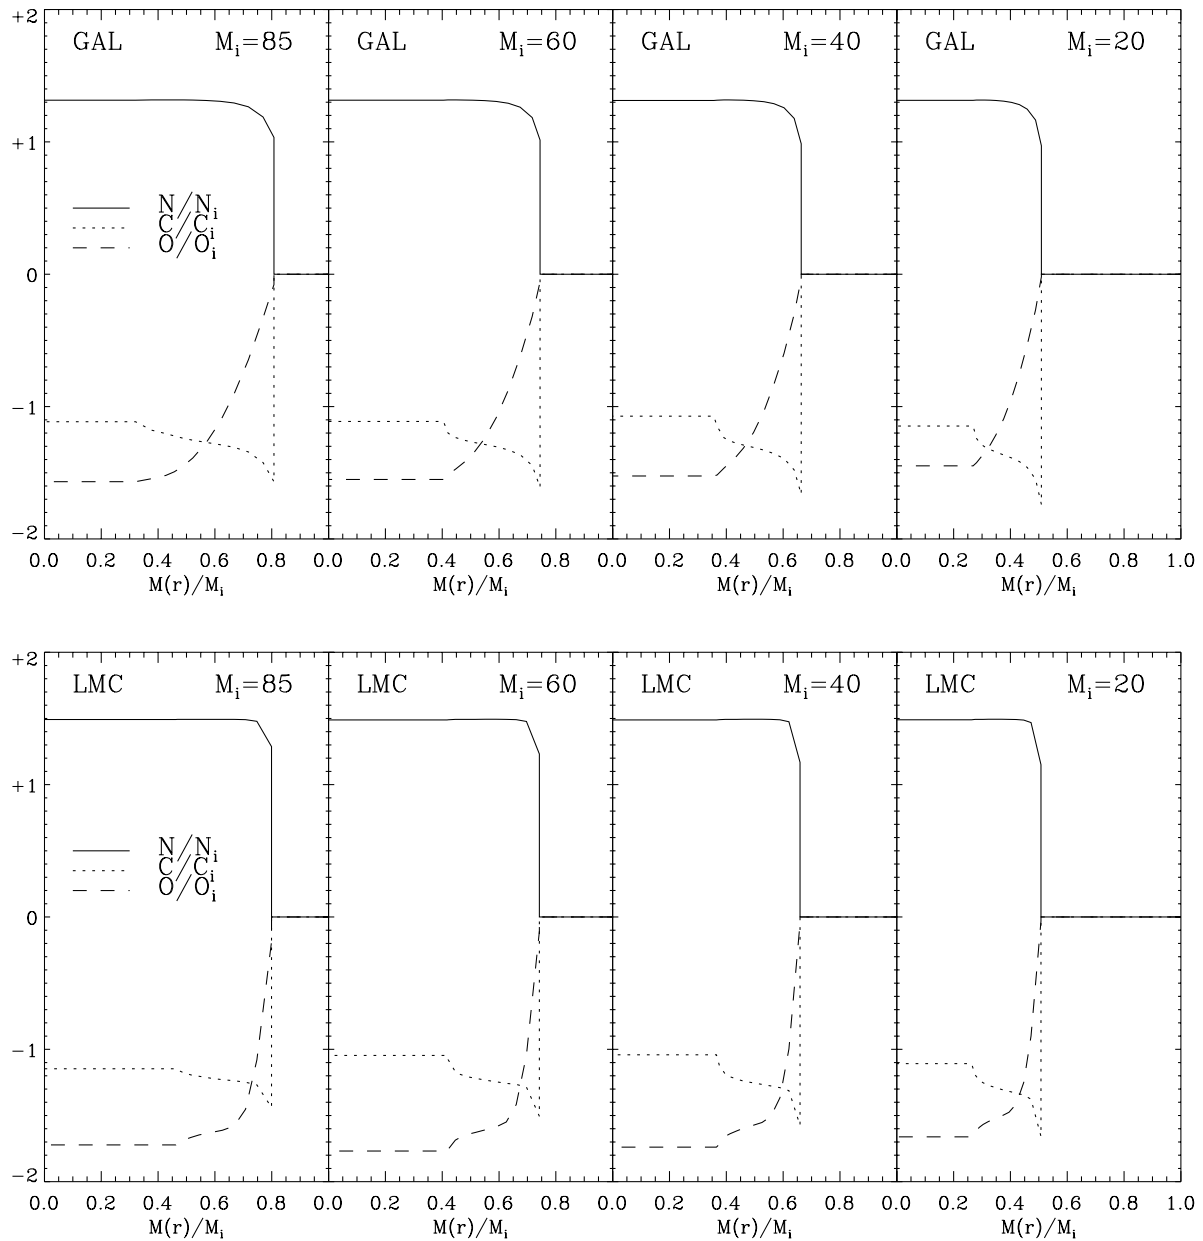 +2
GAL M_i=85
GAL M_i=60
GAL M_i=40
GAL M_i=20
+1
N/N_i
C/C_i
O/O_i
0
-1
-2
0.0 0.2 0.4 0.6 0.8 0.0 0.2 0.4 0.6 0.8 0.0 0.2 0.4 0.6 0.8 0.0 0.2 0.4 0.6 0.8 1.0
M(r)/M_i M(r)/M_i M(r)/M_i M(r)/M_i
+2
LMC M_i=85
LMC M_i=60
LMC M_i=40
LMC M_i=20
+1
N/N_i
C/C_i
O/O_i
0
-1
-2
0.0 0.2 0.4 0.6 0.8 0.0 0.2 0.4 0.6 0.8 0.0 0.2 0.4 0.6 0.8 0.0 0.2 0.4 0.6 0.8 1.0
M(r)/M_i M(r)/M_i M(r)/M_i M(r)/M_i